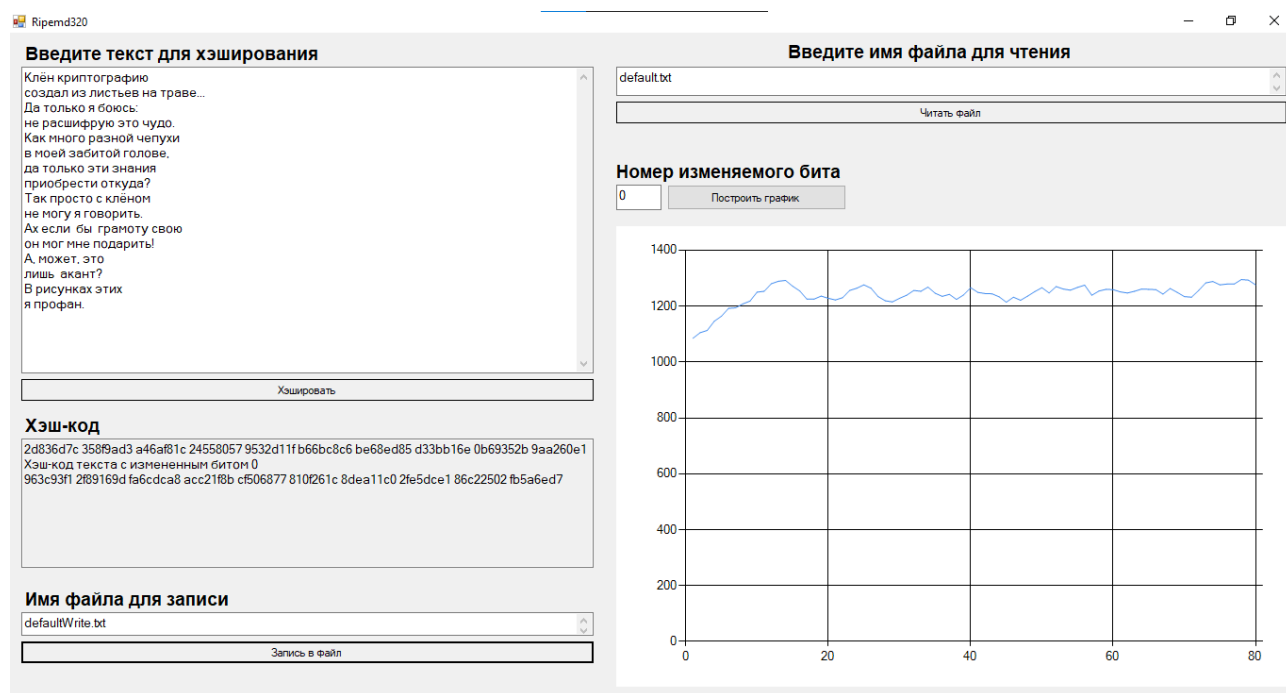 Ripemd320
Введите текст для хэширования
Клён криптографию
создал из листьев на траве...
Да только я боюсь:
не расшифрую это чудо.
Как много разной чепухи
в моей забитой голове,
да только эти знания
приобрести откуда?
Так просто с клёном
не могу я говорить.
Ах если бы грамоту свою
он мог мне подарить!
А, может, это
лишь акант?
В рисунках этих
я профан.
Хэшировать
Хэш-код
2d836d7c 358f9ad3 a46af81c 24558057 9532d11f b66bc8c6 be68ed85 d33bb16e 0b69352b 9aa260e1
Хэш-код текста с измененным битом 0
963c93f1 2f89169d fa6cdca8 acc21f8b cf506877 810f261c 8dea11c0 2fe5dce1 86c22502 fb5a6ed7
Имя файла для записи
defaultWrite.txt
Запись в файл
Введите имя файла для чтения
default.txt
Читать файл
Номер изменяемого бита
0
Построить график
1400
1200
1000
800
600
400
200
0
0 20 40 60 80